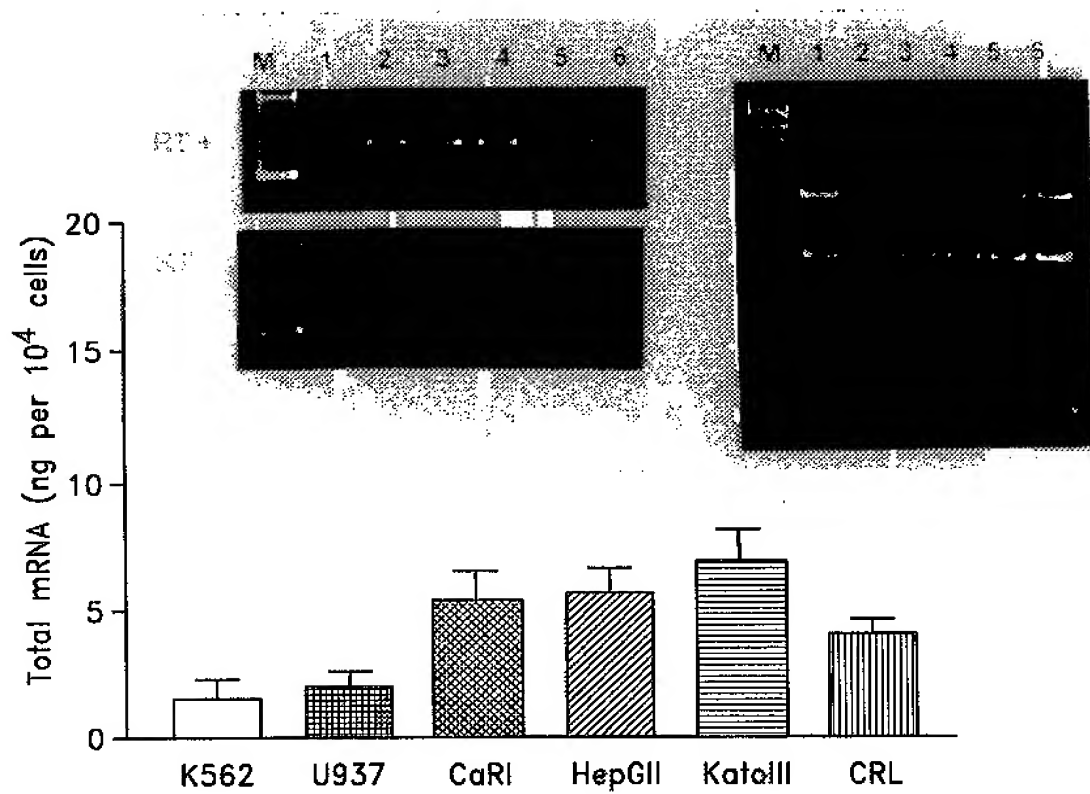 M 1 2 3 4 5 6
M 1 2 3 4 5 6
RT+
20
15
10
5
0
Total mRNA (ng per 10⁴ cells)
K562 U937 CaRI HepGII KatoIII CRL